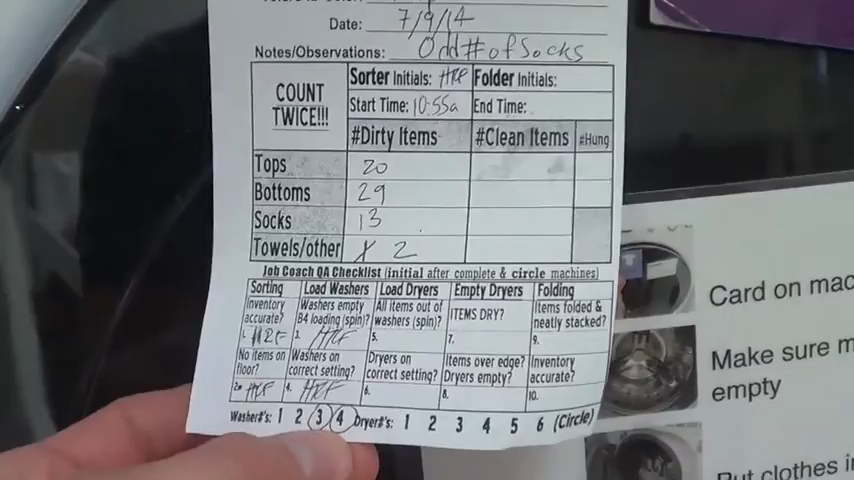 Date: 7/9/14
Notes/Observations: Odd # of Socks
COUNT TWICE!!!
Sorter Initials: HRF Folder Initials:
Start Time: 10:55a End Time:
#Dirty Items #Clean Items #Hung
Tops 20
Bottoms 29
Socks 13
Towels/other 2
Job Coach QA Checklist (initial after complete & circle machines)
Sorting Load Washers Load Dryers Empty Dryers Folding
Inventory accurate? Washers empty B4 loading (spin)? All items out of washers (spin)? ITEMS DRY? Items folded & neatly stacked?
1. HRF 3. HRF 5. 7. 9.
No items on floor? Washers on correct setting? Dryers on correct setting? Items over edge? Dryers empty? Inventory accurate?
2. HRF 4. HRF 6. 8. 10.
Washer#'s: 1 2 3 4 Dryer#'s: 1 2 3 4 5 6 (Circle)
Card on mac
Make sure m
empty
Put clothes i